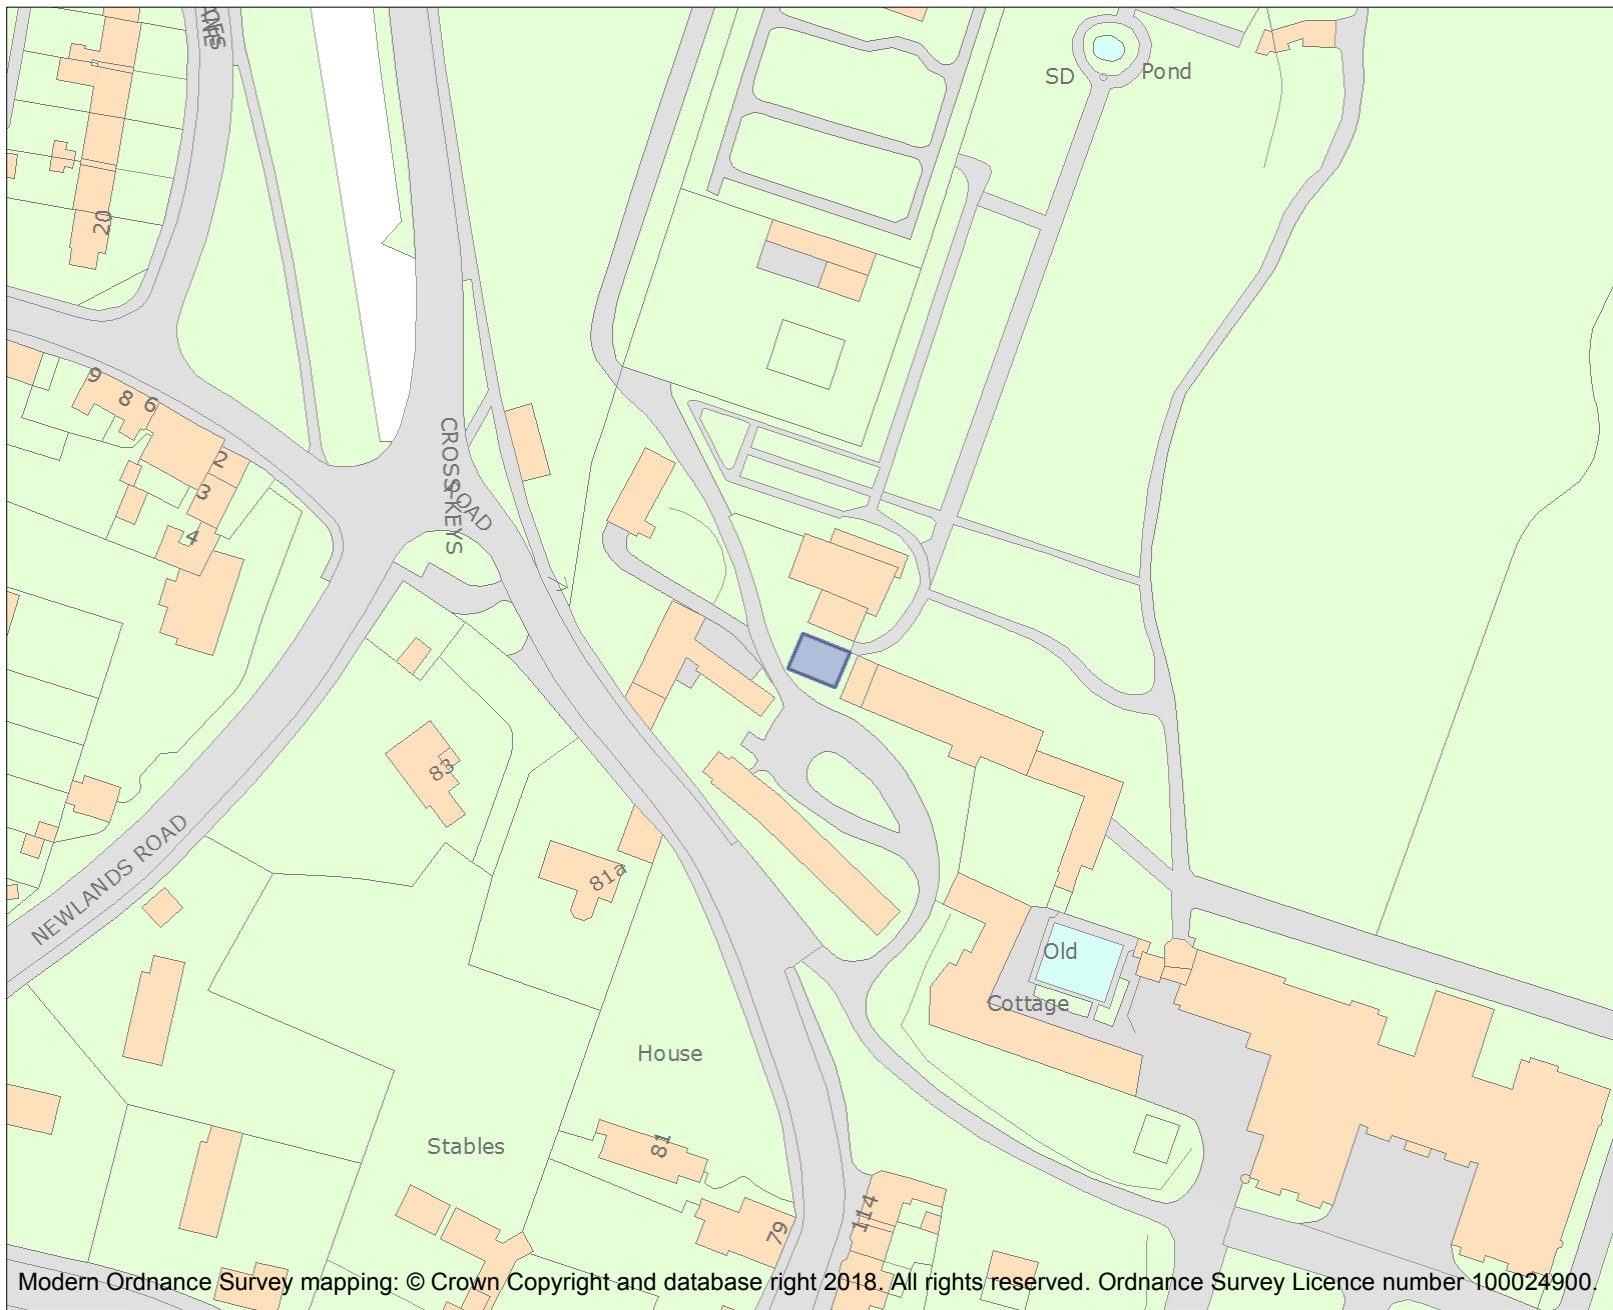 SD
Pond
20
9
8
6
2
3
4
CROSS KEYS
ROAD
83
81a
NEWLANDS ROAD
Old
Cottage
House
Stables
81
79
114
Modern Ordnance Survey mapping: © Crown Copyright and database right 2018. All rights reserved. Ordnance Survey Licence number 100024900.